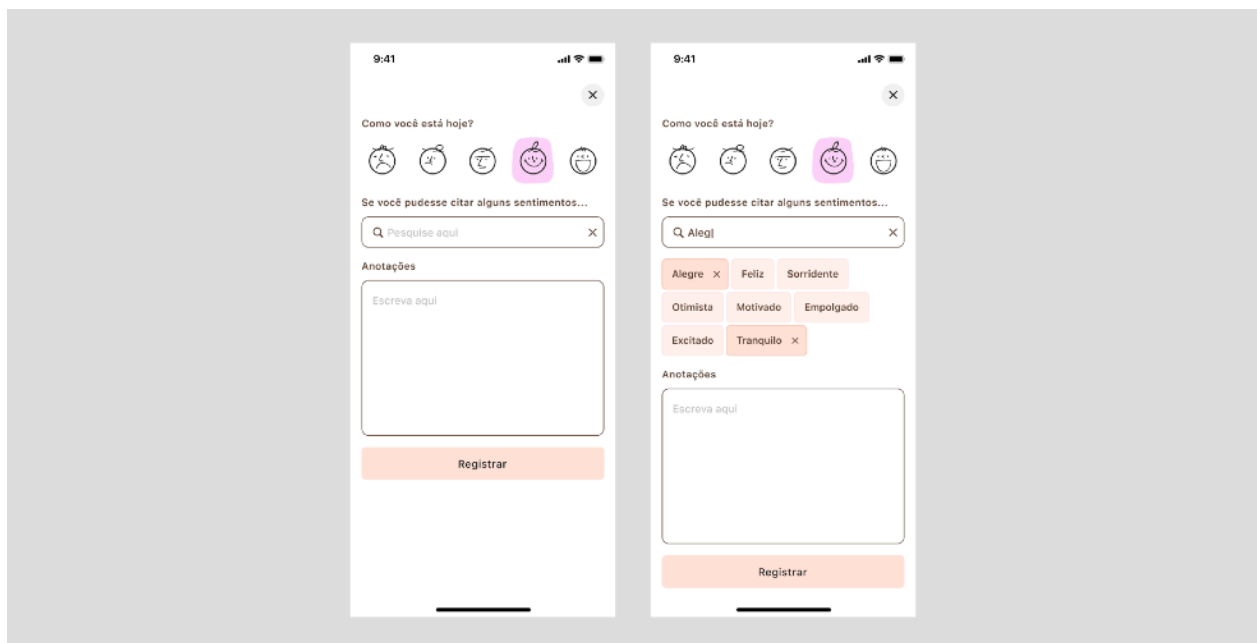 9:41
Como você está hoje?
Se você pudesse citar alguns sentimentos...
Pesquise aqui
Anotações
Escreva aqui
Registrar
9:41
Como você está hoje?
Se você pudesse citar alguns sentimentos...
Aleg
Alegre Feliz Sorridente
Otimista Motivado Empolgado
Excitado Tranquilo
Anotações
Escreva aqui
Registrar